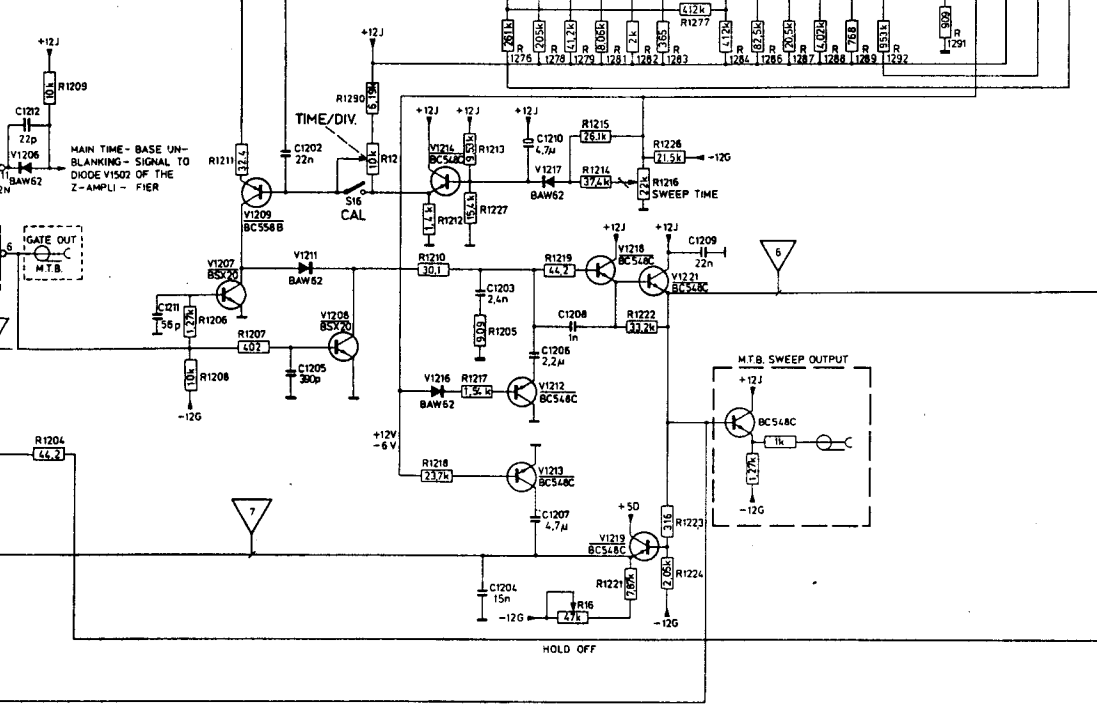 412k
R1277
261k
205k
41,2k
8,06k
2k
365
4,12k
82,5k
20,5k
4,02k
768
953k
909
R
1291
R
1276
R
1278
R
1279
R
1281
R
1282
R
1283
R
1284
R
1286
R
1287
R
1288
R
1289
R
1292
+12J
10k
R1209
C1212
22p
V1206
BAW62
11
2N
MAIN TIME - BASE UN-
BLANKING - SIGNAL TO
DIODE V1502 OF THE
Z-AMPLI - FIER
R1211
32,4
C1202
22n
+12J
R1290
6,19k
TIME/DIV.
10k
R12
S16
CAL
V1209
BC558B
+12J
V1214
BC548C
+12J
9,53k
R1213
1,4k
R1212
15,4k
R1227
+12J
C1210
4,7µ
V1217
BAW62
R1215
26,1k
R1214
37,4k
R1226
21,5k
-12G
R1216
22k
SWEEP TIME
6
GATE OUT
M.T.B.
V1207
BSX20
V1211
BAW62
R1210
30,1
R1219
44,2
+12J
V1218
BC548C
+12J
C1209
22n
V1221
BC548C
6
C1211
56p
1,27k
R1206
C1203
2,4n
9,09
R1205
C1208
1n
R1222
33,2k
V1208
BSX20
R1207
402
C1205
390p
10k
R1208
-12G
C1206
2,2µ
V1216
BAW62
R1217
1,54k
V1212
BC548C
M.T.B. SWEEP OUTPUT
+12J
BC548C
1k
1,27k
-12G
R1204
44,2
+12V
-6V
R1218
23,7k
V1213
BC548C
7
C1207
4,7µ
+5D
V1219
BC548C
316
R1223
2,05k
R1224
-12G
R1221
7,87k
C1204
15n
-12G
R16
47k
HOLD OFF